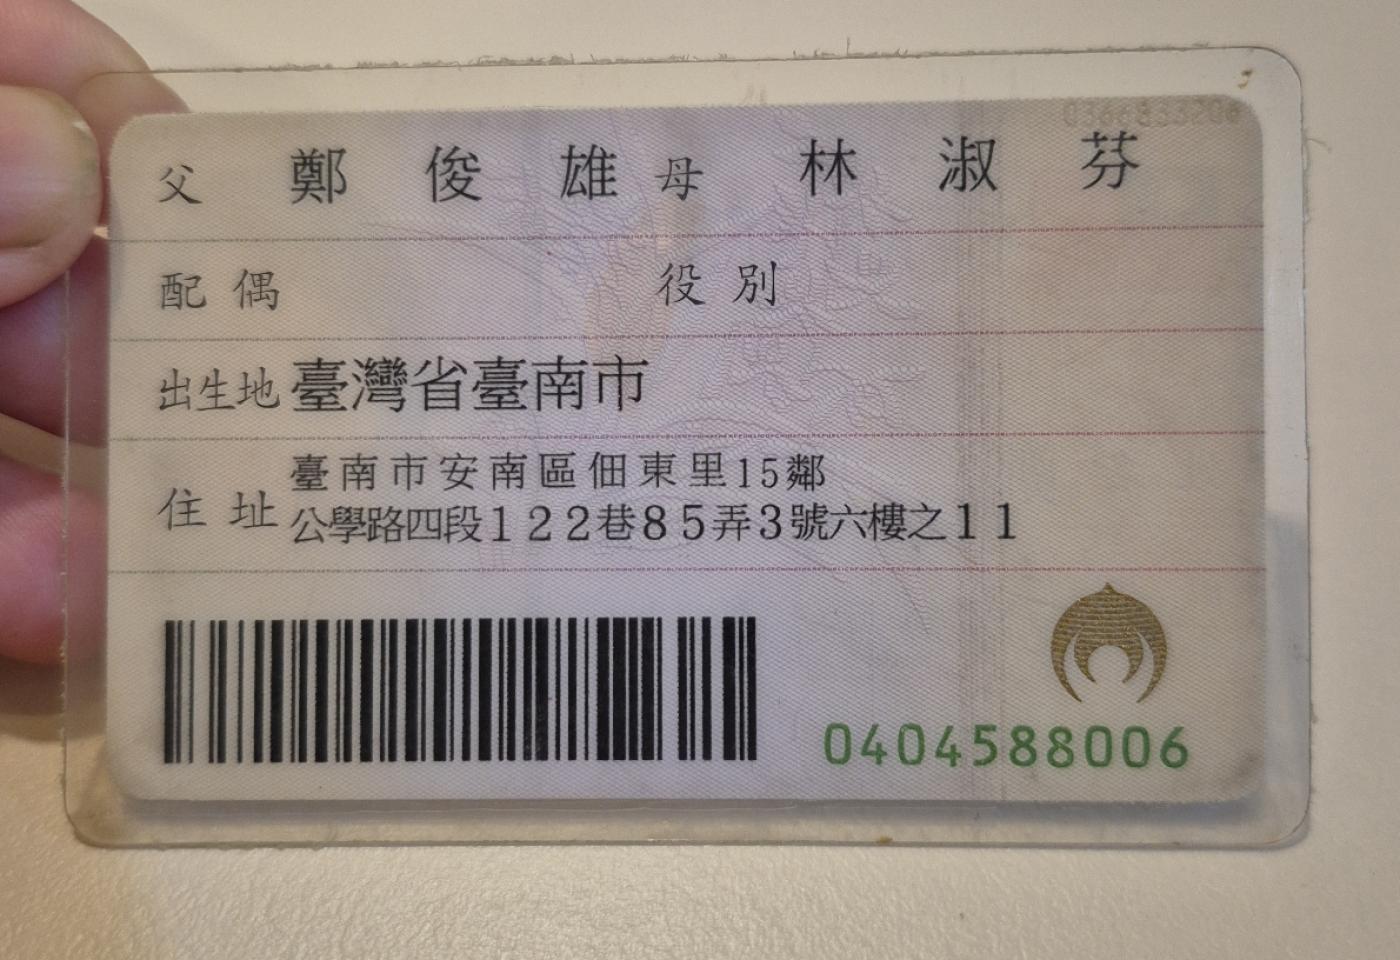 父 鄭俊雄 母 林淑芬
配偶 役別
出生地 臺灣省臺南市
住址 臺南市安南區佃東里15鄰
公學路四段122巷85弄3號六樓之11
0404588006